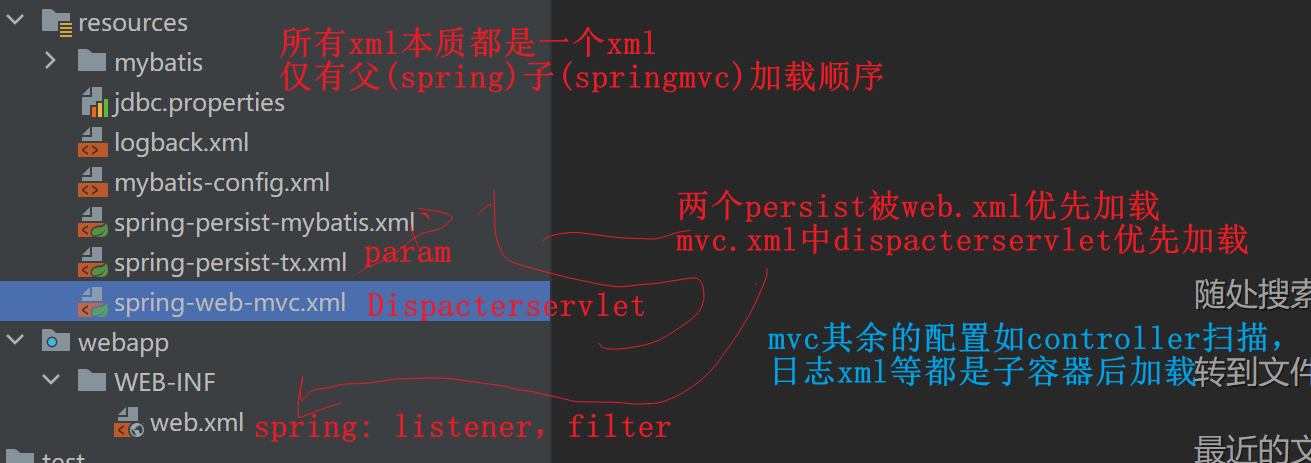 resources
所有xml本质都是一个xml
仅有父(spring)子(springmvc)加载顺序
mybatis
jdbc.properties
logback.xml
mybatis-config.xml
spring-persist-mybatis.xml
两个persist被web.xml优先加载
mvc.xml中dispacterservlet优先加载
param
spring-persist-tx.xml
spring-web-mvc.xml
Dispacterservlet
随处搜索
mvc其余的配置如controller扫描，
日志xml等都是子容器后加载
转到文件
webapp
WEB-INF
web.xml
spring: listener，filter
最近的文
test